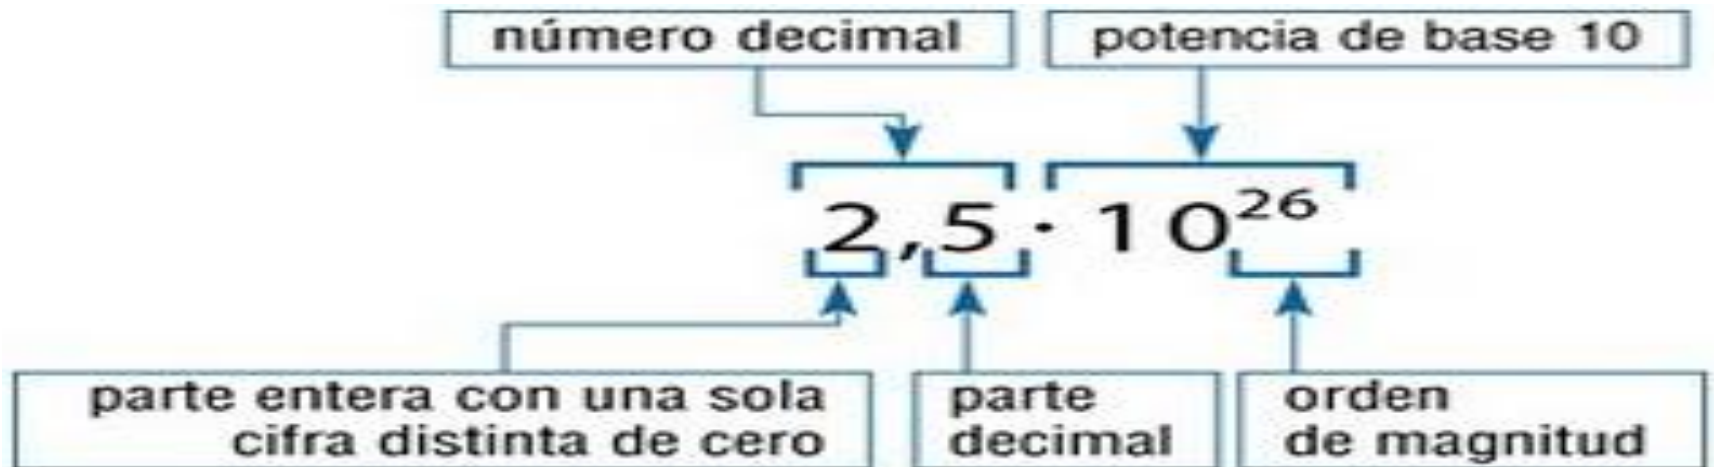 número decimal
potencia de base 10
2,5 · 10²⁶
parte entera con una sola
cifra distinta de cero
parte
decimal
orden
de magnitud